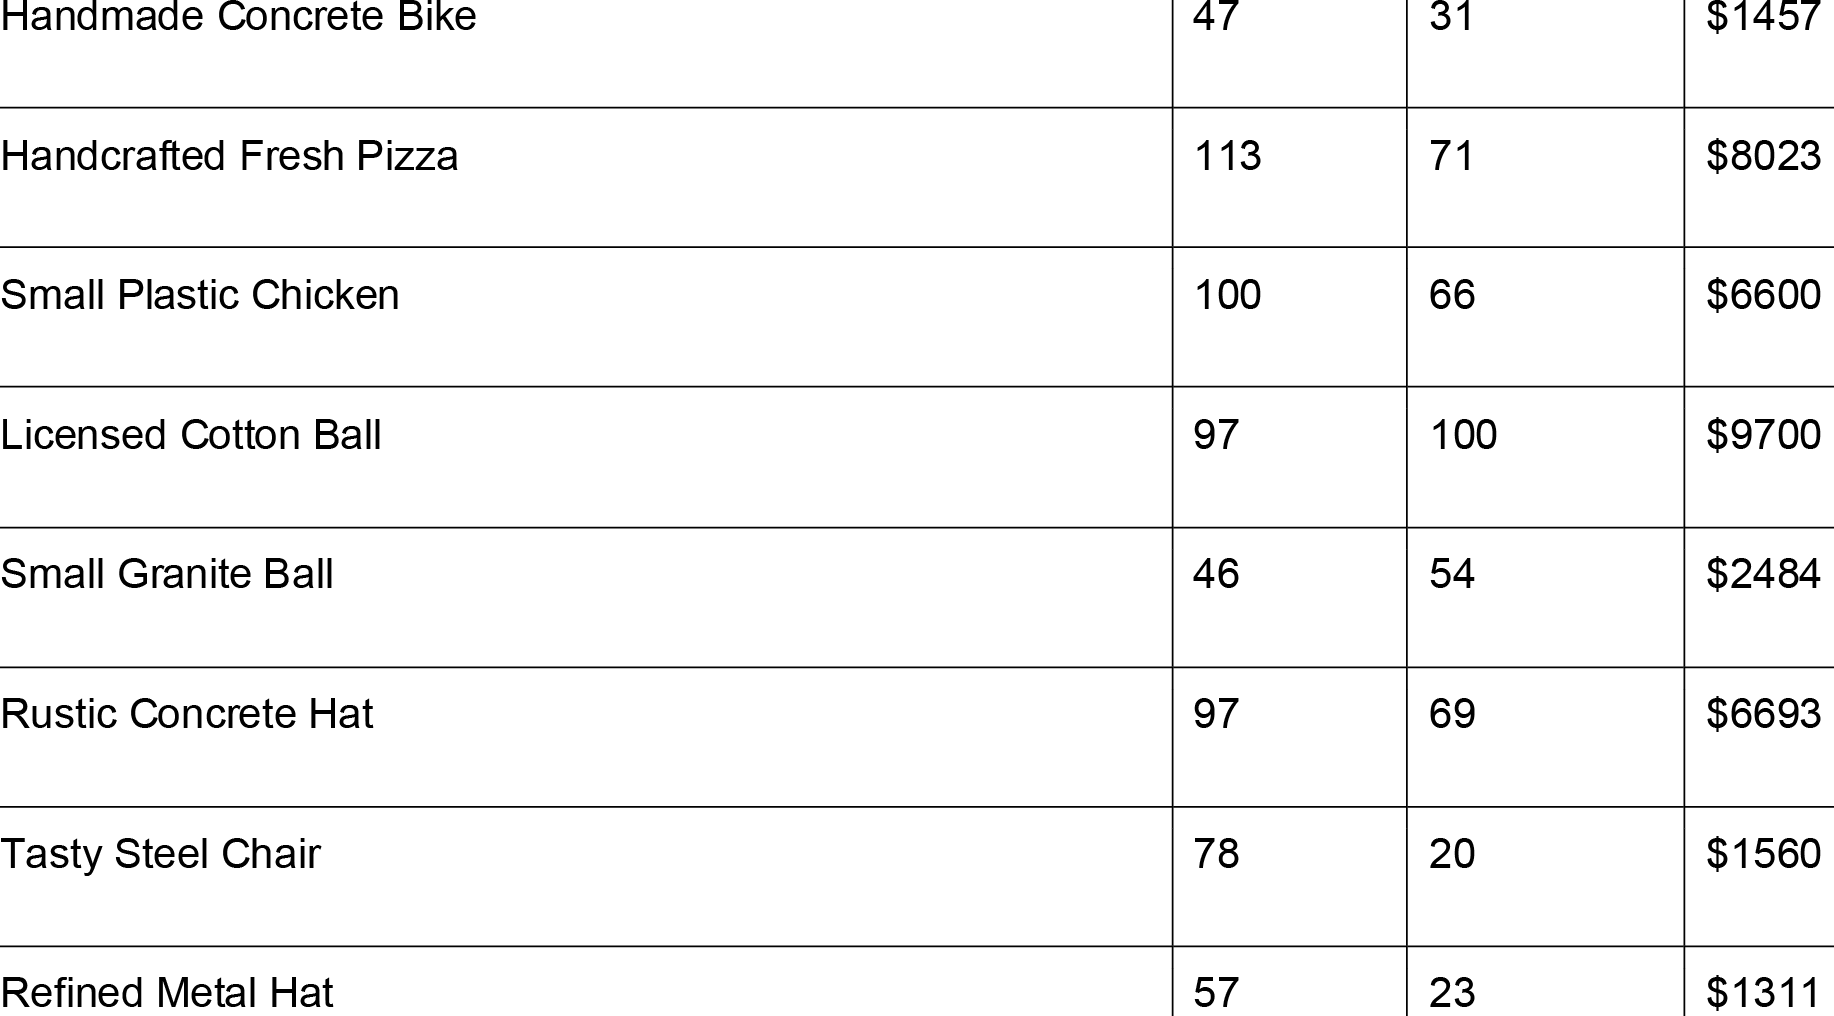 Handmade Concrete Bike 47 31 $1457
Handcrafted Fresh Pizza 113 71 $8023
Small Plastic Chicken 100 66 $6600
Licensed Cotton Ball 97 100 $9700
Small Granite Ball 46 54 $2484
Rustic Concrete Hat 97 69 $6693
Tasty Steel Chair 78 20 $1560
Refined Metal Hat 57 23 $1311